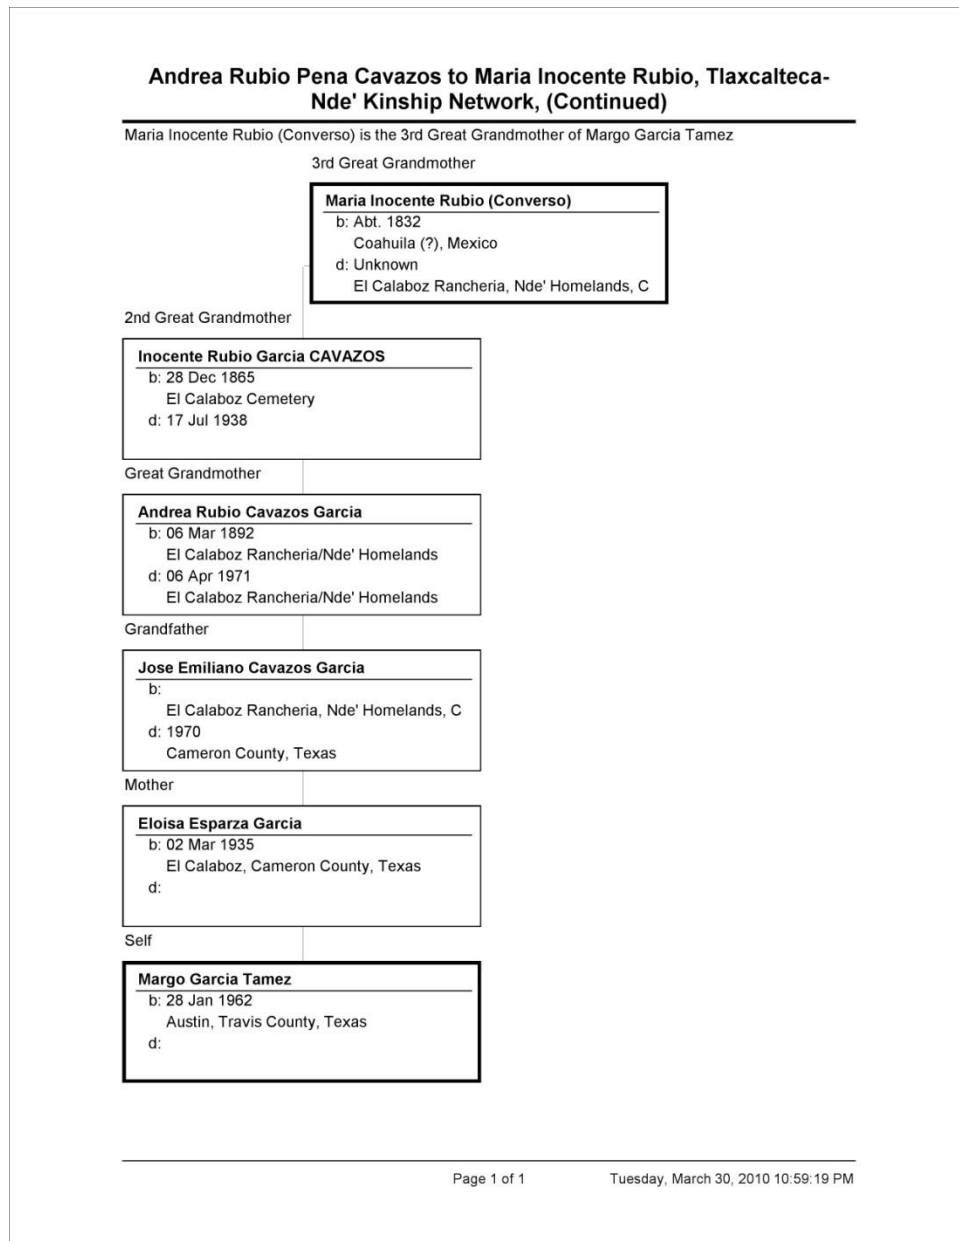 Andrea Rubio Pena Cavazos to Maria Inocente Rubio, Tlaxcalteca-
Nde' Kinship Network, (Continued)
Maria Inocente Rubio (Converso) is the 3rd Great Grandmother of Margo Garcia Tamez
3rd Great Grandmother
Maria Inocente Rubio (Converso)
b: Abt. 1832
Coahuila (?), Mexico
d: Unknown
El Calaboz Rancheria, Nde' Homelands, C
2nd Great Grandmother
Inocente Rubio Garcia CAVAZOS
b: 28 Dec 1865
El Calaboz Cemetery
d: 17 Jul 1938
Great Grandmother
Andrea Rubio Cavazos Garcia
b: 06 Mar 1892
El Calaboz Rancheria/Nde' Homelands
d: 06 Apr 1971
El Calaboz Rancheria/Nde' Homelands
Grandfather
Jose Emiliano Cavazos Garcia
b:
El Calaboz Rancheria, Nde' Homelands, C
d: 1970
Cameron County, Texas
Mother
Eloisa Esparza Garcia
b: 02 Mar 1935
El Calaboz, Cameron County, Texas
d:
Self
Margo Garcia Tamez
b: 28 Jan 1962
Austin, Travis County, Texas
d:
Page 1 of 1 Tuesday, March 30, 2010 10:59:19 PM